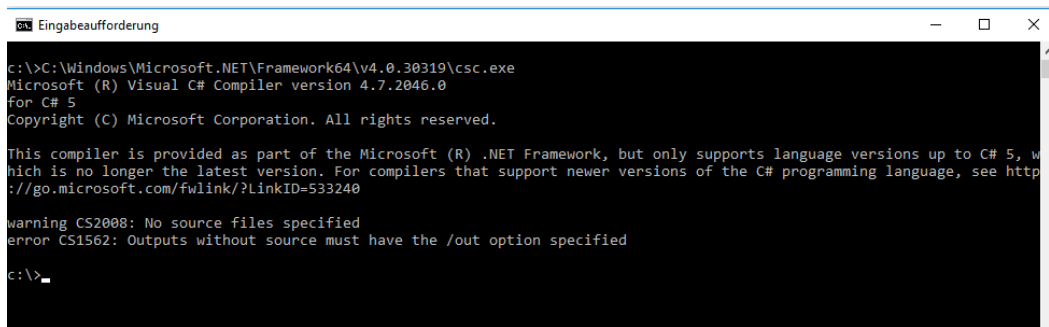 Eingabeaufforderung
c:\>C:\Windows\Microsoft.NET\Framework64\v4.0.30319\csc.exe
Microsoft (R) Visual C# Compiler version 4.7.2046.0
for C# 5
Copyright (C) Microsoft Corporation. All rights reserved.
This compiler is provided as part of the Microsoft (R) .NET Framework, but only supports language versions up to C# 5, w
hich is no longer the latest version. For compilers that support newer versions of the C# programming language, see http
://go.microsoft.com/fwlink/?LinkID=533240
warning CS2008: No source files specified
error CS1562: Outputs without source must have the /out option specified
c:\>